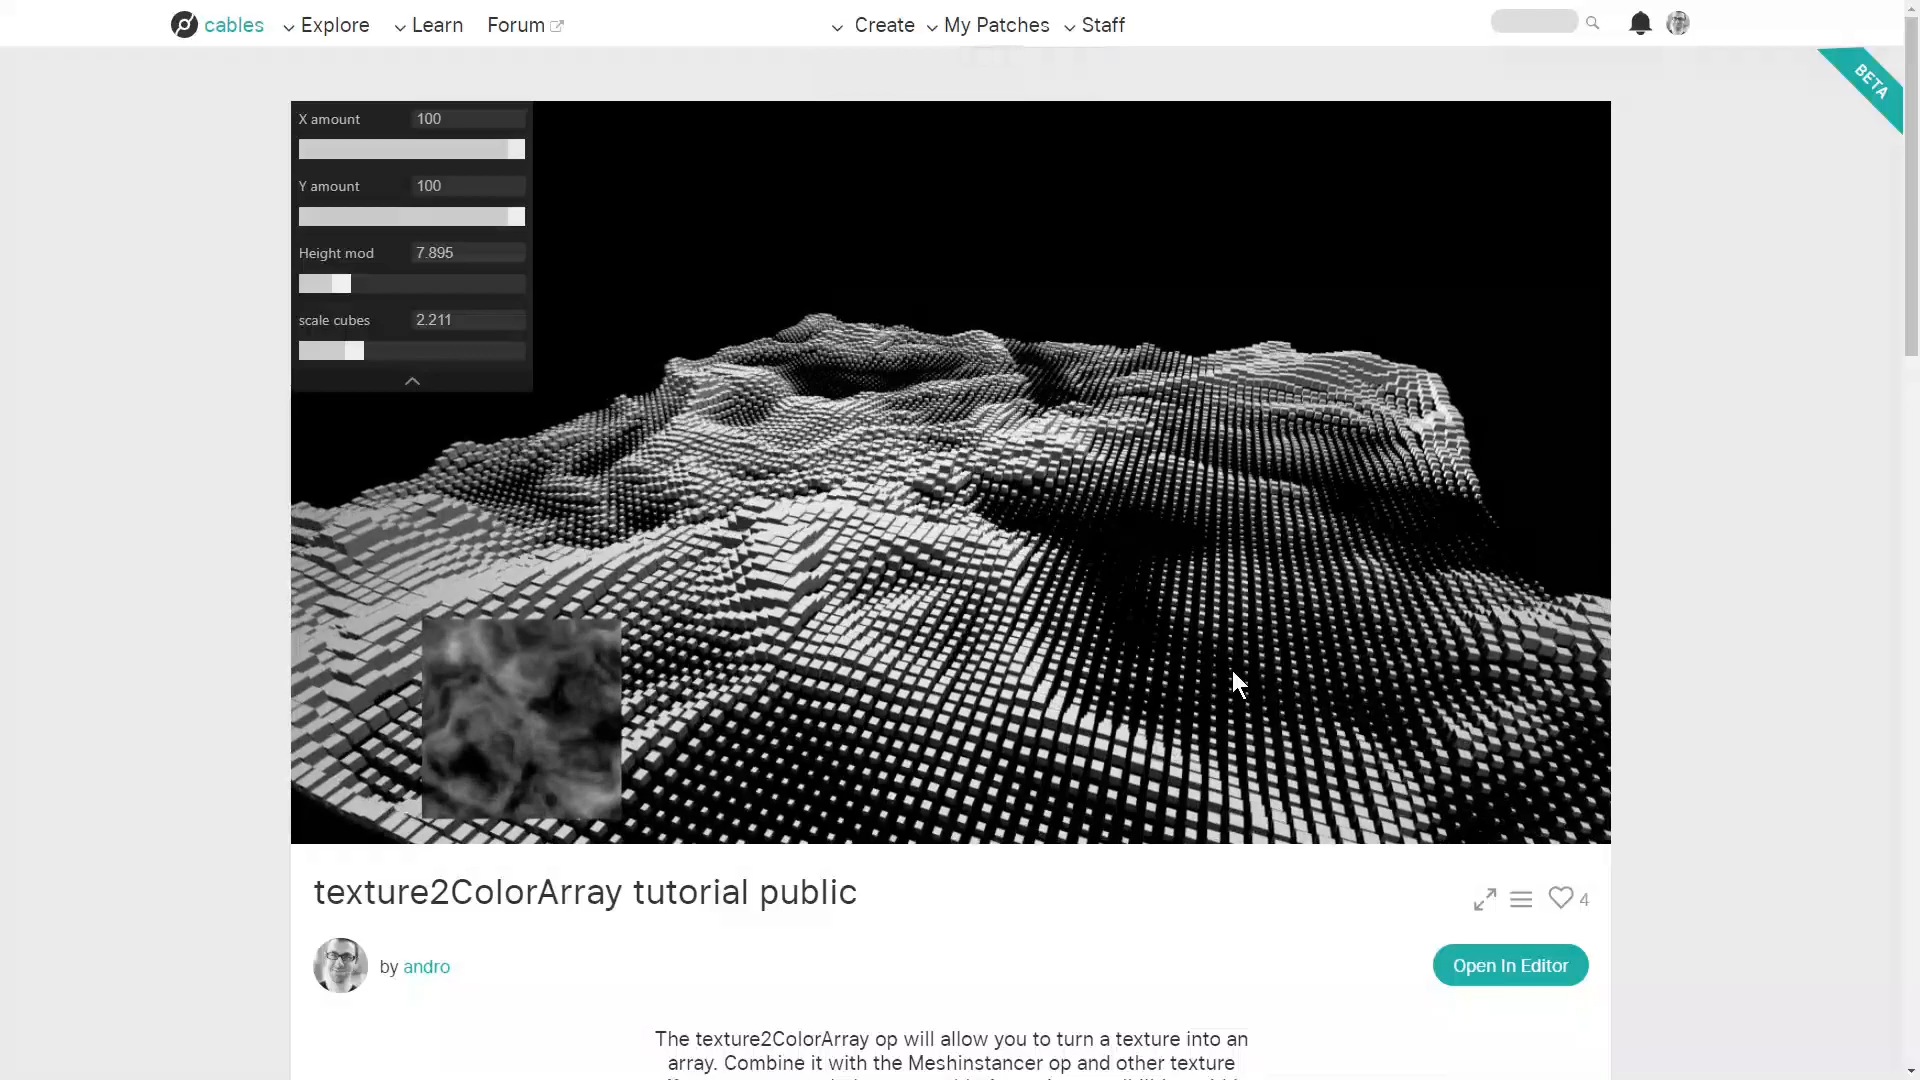 cables Explore Learn Forum Create My Patches Staff
BETA
X amount 100
Y amount 100
Height mod 7.895
scale cubes 2.211
texture2ColorArray tutorial public
4
by andro
Open In Editor
The texture2ColorArray op will allow you to turn a texture into an
array. Combine it with the Meshinstancer op and other texture